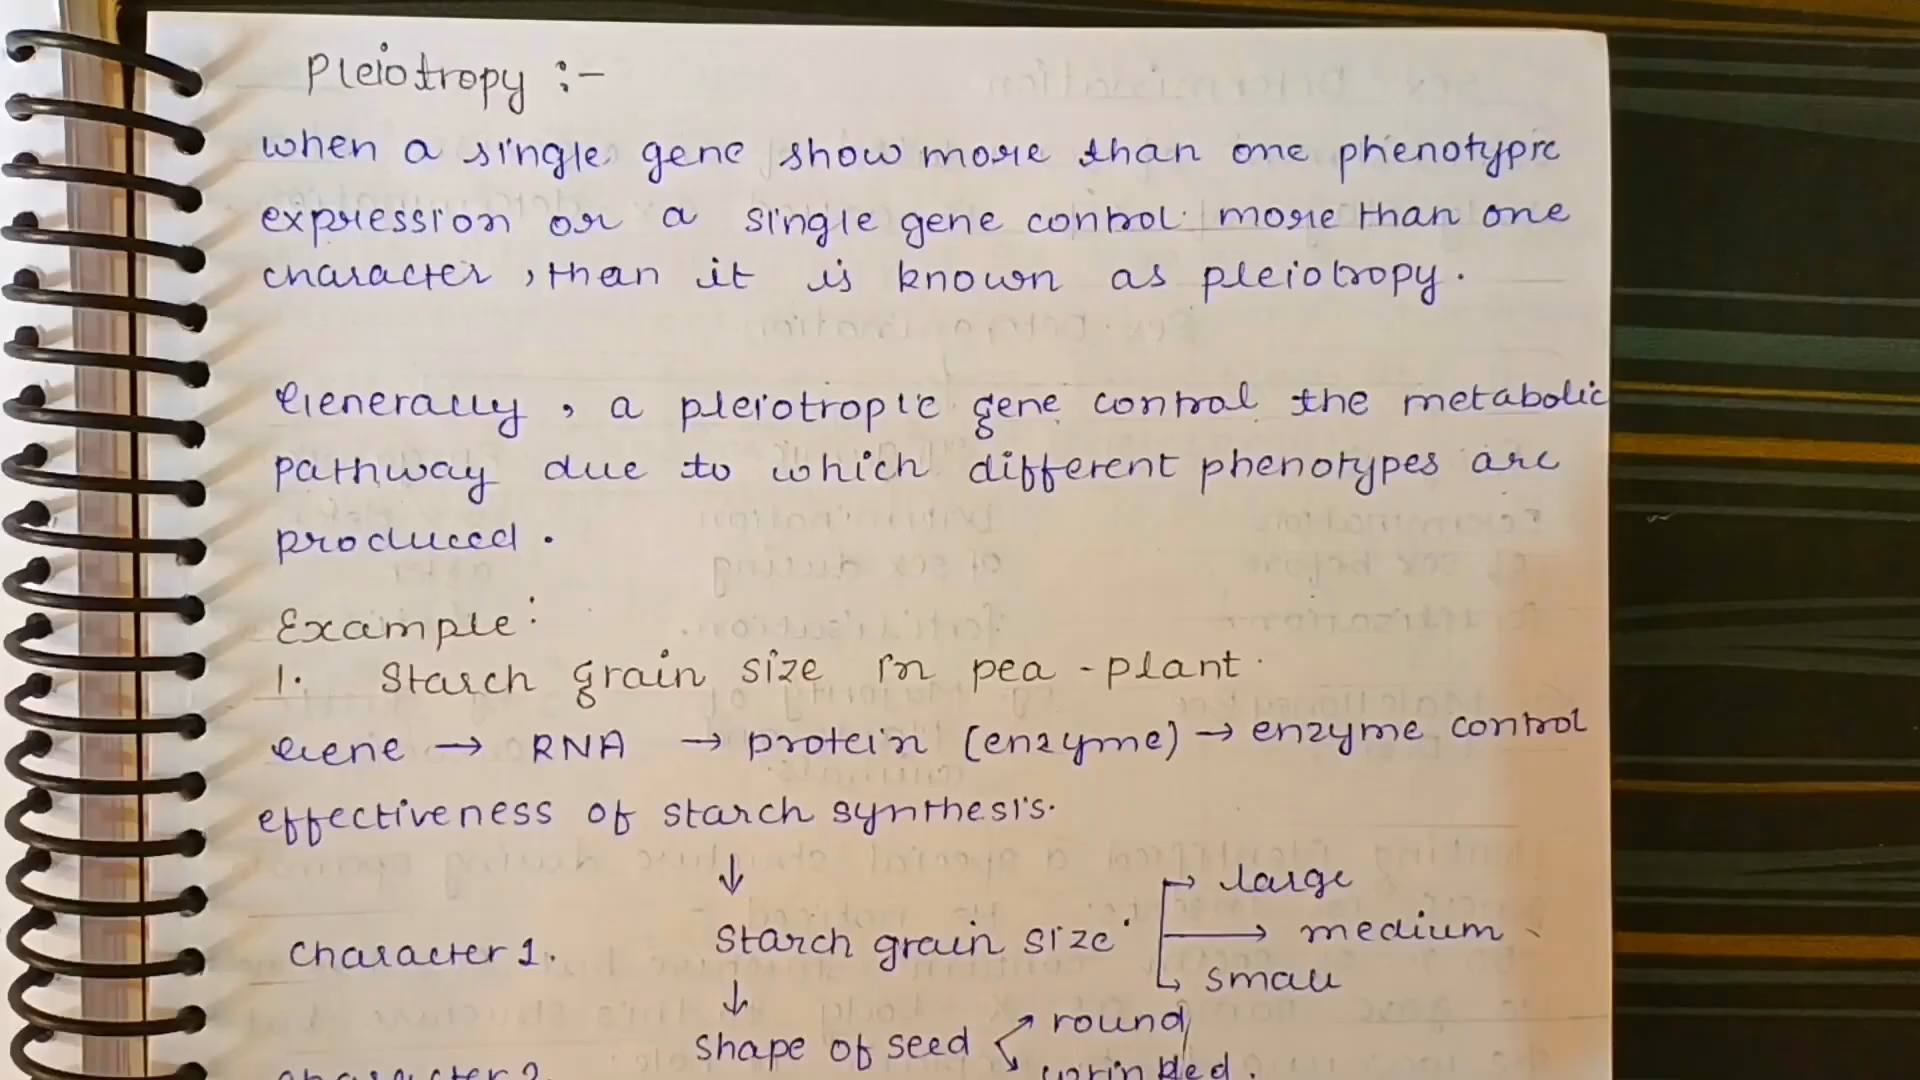 Pleiotropy :-
when a single gene show more than one phenotypic
expression or a single gene control more than one
character, than it is known as pleiotropy.
Generally, a pleiotropic gene control the metabolic
pathway due to which different phenotypes are
produced.
Example:
1. Starch grain size in pea-plant.
Gene → RNA → protein (enzyme) → enzyme control
effectiveness of starch synthesis.
↓
→ large
Character 1. Starch grain size → medium
→ small
↓
→ round
Shape of seed
Character 2. → wrinkled.